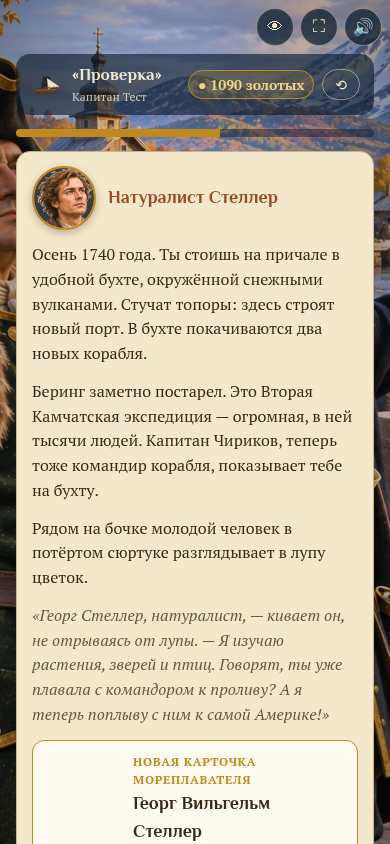 «Проверка»
Капитан Тест
● 1090 золотых
⟲
Натуралист Стеллер
Осень 1740 года. Ты стоишь на причале в
удобной бухте, окружённой снежными
вулканами. Стучат топоры: здесь строят
новый порт. В бухте покачиваются два
новых корабля.
Беринг заметно постарел. Это Вторая
Камчатская экспедиция — огромная, в ней
тысячи людей. Капитан Чириков, теперь
тоже командир корабля, показывает тебе
на бухту.
Рядом на бочке молодой человек в
потёртом сюртуке разглядывает в лупу
цветок.
«Георг Стеллер, натуралист, — кивает он,
не отрываясь от лупы. — Я изучаю
растения, зверей и птиц. Говорят, ты уже
плавала с командором к проливу? А я
теперь поплыву с ним к самой Америке!»
НОВАЯ КАРТОЧКА
МОРЕПЛАВАТЕЛЯ
Георг Вильгельм
Стеллер